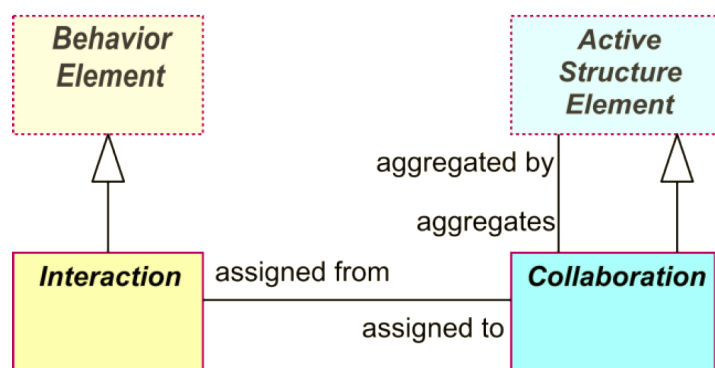 Behavior
Element
Active
Structure
Element
aggregated by
aggregates
Interaction
assigned from
Collaboration
assigned to